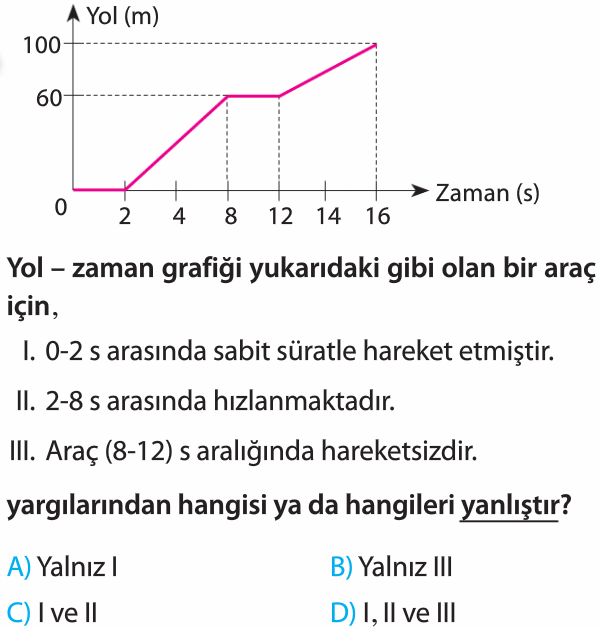 Yol (m)
100
60
0
2 4 8 12 14 16
Zaman (s)
Yol – zaman grafiği yukarıdaki gibi olan bir araç
için,
I. 0-2 s arasında sabit süratle hareket etmiştir.
II. 2-8 s arasında hızlanmaktadır.
III. Araç (8-12) s aralığında hareketsizdir.
yargılarından hangisi ya da hangileri yanlıştır?
A) Yalnız I B) Yalnız III
C) I ve II D) I, II ve III